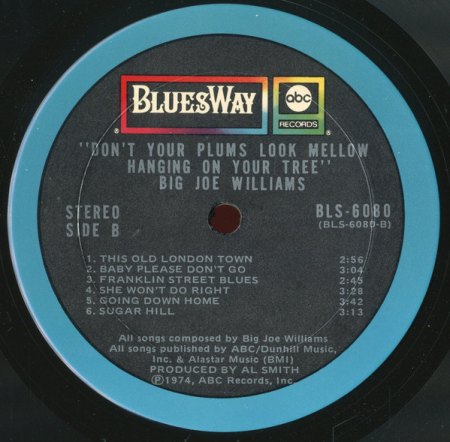 BLUESWAY
abc
RECORDS
"DON'T YOUR PLUMS LOOK MELLOW
HANGING ON YOUR TREE"
BIG JOE WILLIAMS
STEREO
SIDE B
BLS-6080
(BLS-6080-B)
1. THIS OLD LONDON TOWN 2:56
2. BABY PLEASE DON'T GO 3:04
3. FRANKLIN STREET BLUES 2:45
4. SHE WON'T DO RIGHT 3:28
5. GOING DOWN HOME 3:42
6. SUGAR HILL 3:13
All songs composed by Big Joe Williams
All songs published by ABC/Dunhill Music,
Inc. & Alastar Music (BMI)
PRODUCED BY AL SMITH
Ⓟ1974, ABC Records, Inc.